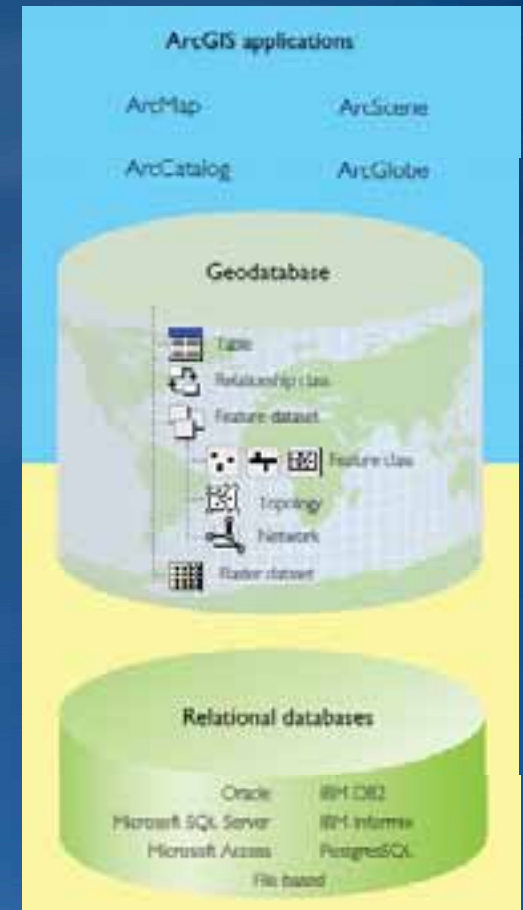 ArcGIS applications
ArcMap ArcScene
ArcCatalog ArcGlobe
Geodatabase
Table
Relationship class
Feature dataset
Feature class
Topology
Network
Raster dataset
Relational databases
Oracle IBM DB2
Microsoft SQL Server IBM Informix
Microsoft Access PostgresSQL
File based